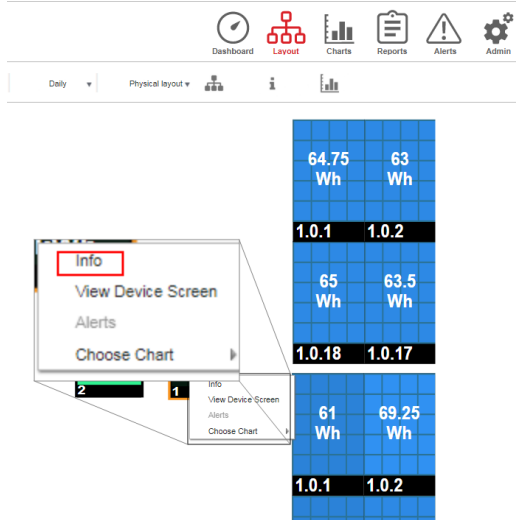 Dashboard Layout Charts Reports Alerts Admin
Daily Physical layout
64.75 63
Wh Wh
1.0.1 1.0.2
65 63.5
Wh Wh
1.0.18 1.0.17
Info
View Device Screen
Alerts
Choose Chart
2 1
Info
View Device Screen
Alerts
Choose Chart
61 69.25
Wh Wh
1.0.1 1.0.2